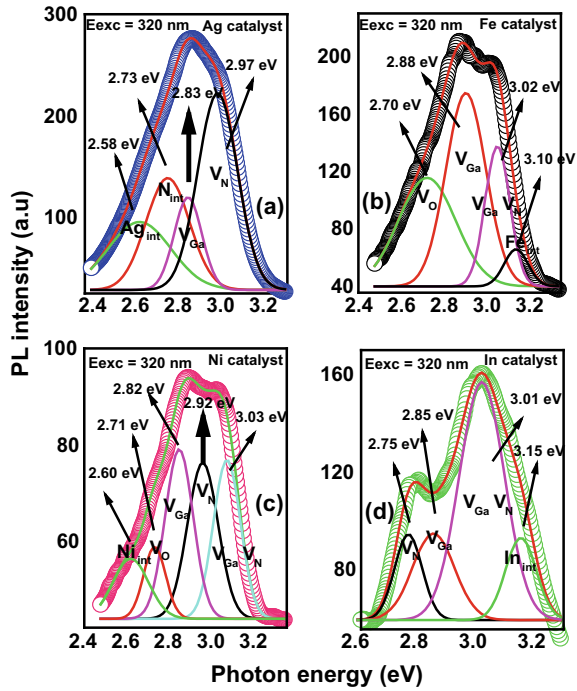 PL intensity (a.u)
Eexc = 320 nm Ag catalyst
300
200
100
2.73 eV
2.83 eV
2.97 eV
2.58 eV
N_int
V_N
V_Ga
Ag_int
(a)
2.4 2.6 2.8 3.0 3.2
Eexc = 320 nm Fe catalyst
200
160
120
80
40
2.88 eV
2.70 eV
3.02 eV
3.10 eV
V_Ga
V_O
V_Ga V_N
Fe_int
(b)
2.4 2.6 2.8 3.0 3.2
Eexc = 320 nm Ni catalyst
100
80
60
2.82 eV
2.92 eV
2.71 eV
3.03 eV
2.60 eV
V_N
V_Ga
Ni_int
V_O
V_Ga V_N
(c)
2.4 2.6 2.8 3.0 3.2
Eexc = 320 nm In catalyst
160
120
80
2.85 eV
3.01 eV
2.75 eV
3.15 eV
V_Ga V_N
(d)
V_N
V_Ga
In_int
2.6 2.8 3.0 3.2
Photon energy (eV)